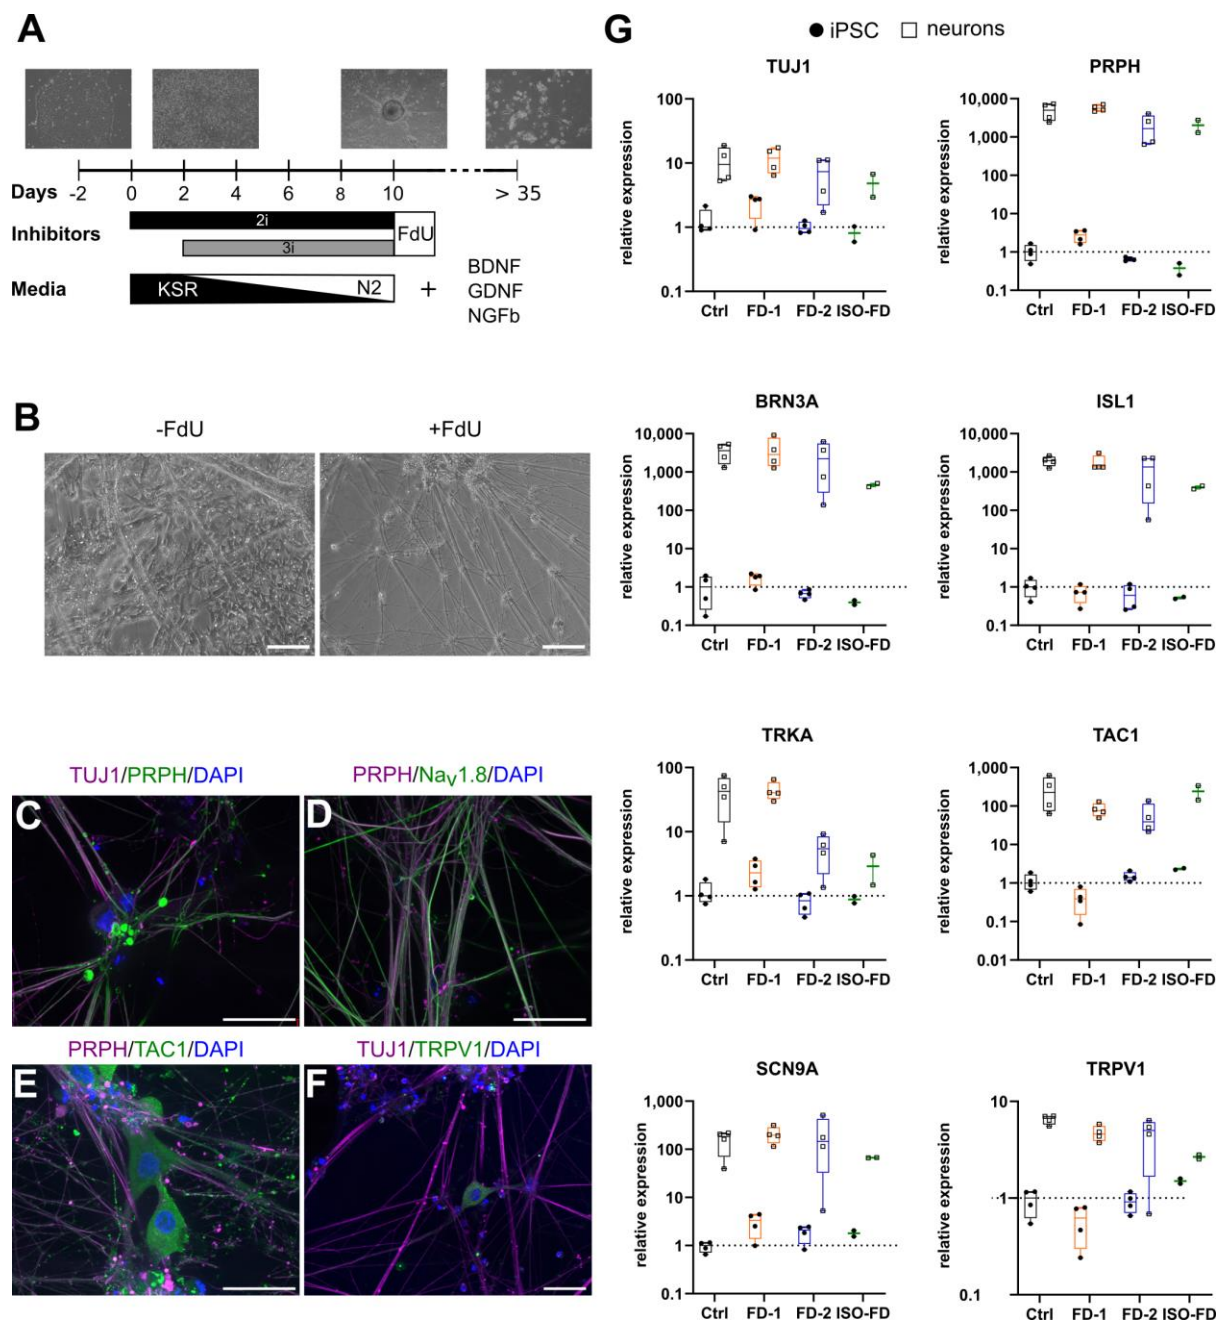 A
Days
-2
0
2
4
6
8
10
> 35
Inhibitors
2i
3i
FdU
Media
KSR
N2
+
BDNF
GDNF
NGFb
B
-FdU
+FdU
TUJ1/PRPH/DAPI
PRPH/Nav1.8/DAPI
C
D
PRPH/TAC1/DAPI
TUJ1/TRPV1/DAPI
E
F
G
iPSC
neurons
TUJ1
relative expression
100
10
1
0.1
Ctrl
FD-1
FD-2
ISO-FD
PRPH
relative expression
10,000
1,000
100
10
1
0.1
Ctrl
FD-1
FD-2
ISO-FD
BRN3A
relative expression
10,000
1,000
100
10
1
0.1
Ctrl
FD-1
FD-2
ISO-FD
ISL1
relative expression
10,000
1,000
100
10
1
0.1
Ctrl
FD-1
FD-2
ISO-FD
TRKA
relative expression
100
10
1
0.1
Ctrl
FD-1
FD-2
ISO-FD
TAC1
relative expression
1,000
100
10
1
0.1
0.01
Ctrl
FD-1
FD-2
ISO-FD
SCN9A
relative expression
1,000
100
10
1
0.1
Ctrl
FD-1
FD-2
ISO-FD
TRPV1
relative expression
10
1
0.1
Ctrl
FD-1
FD-2
ISO-FD